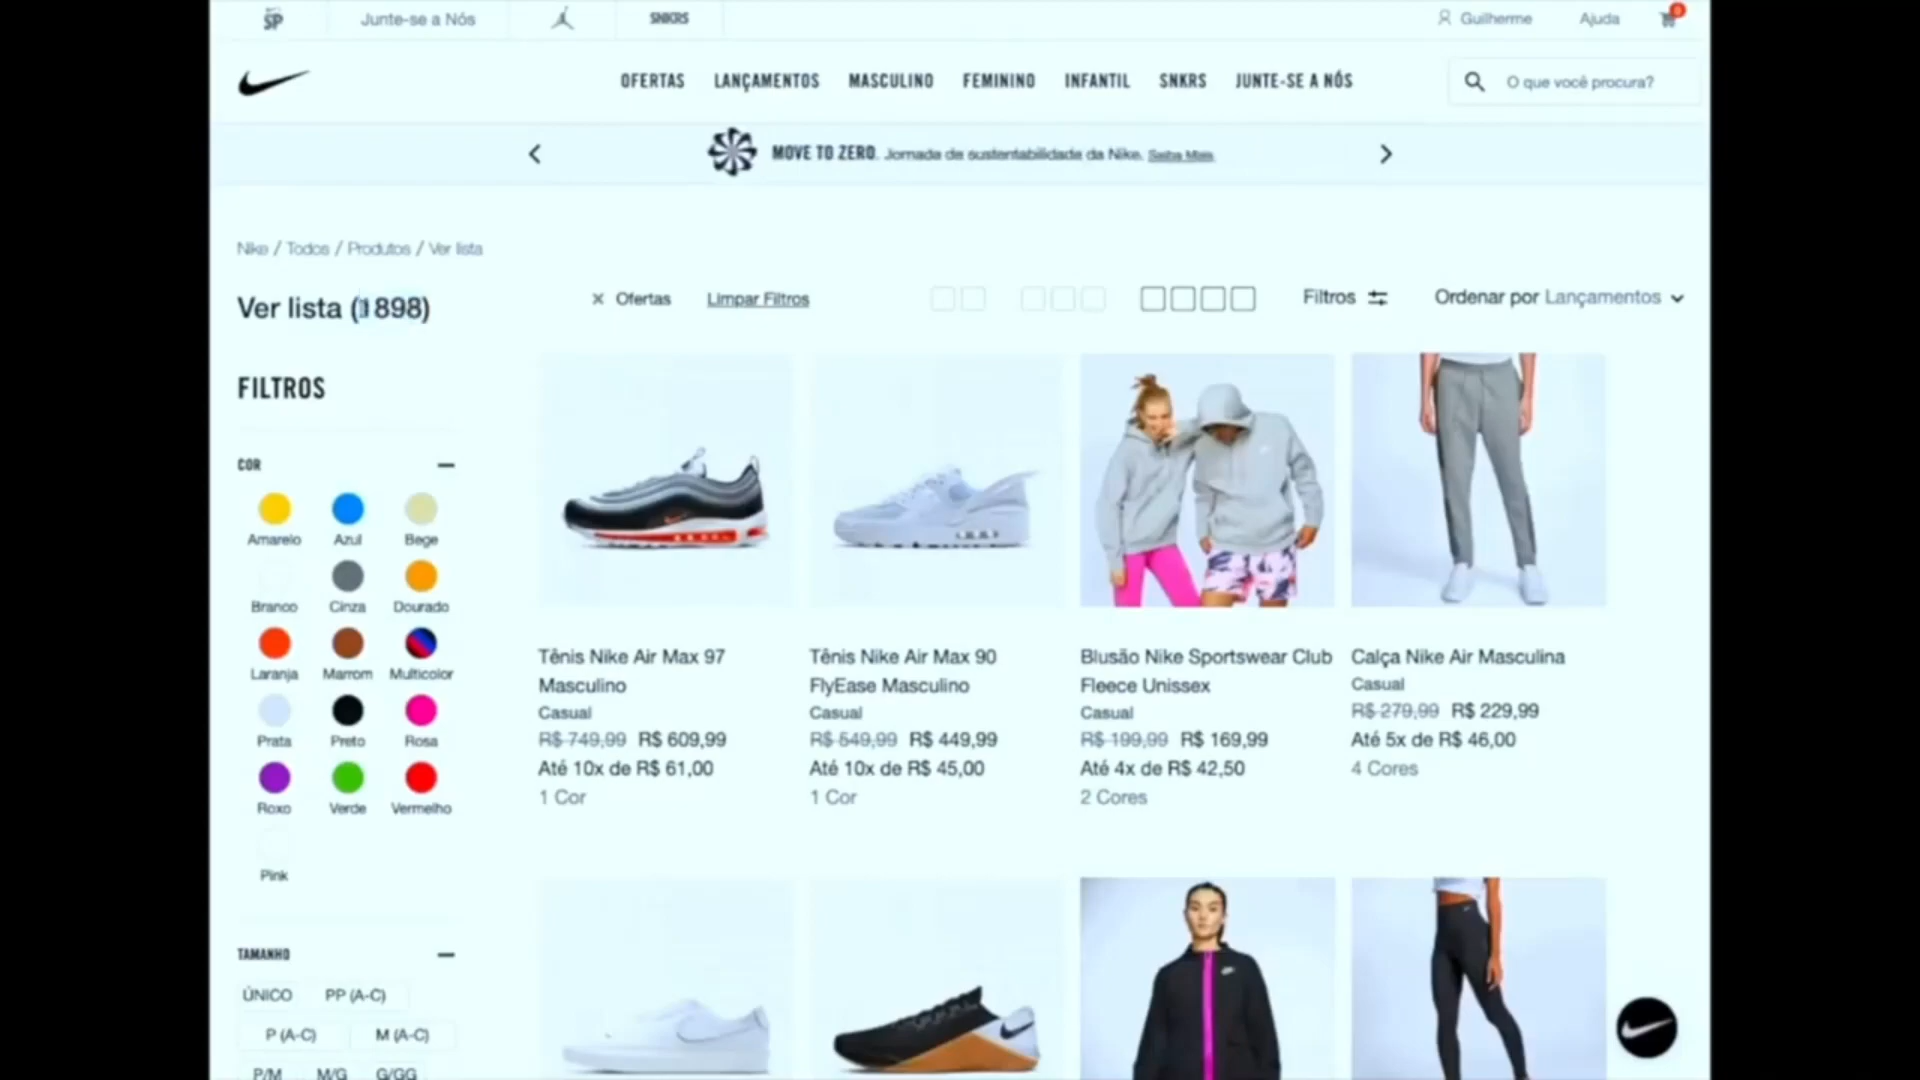 SP
Junte-se a Nós
SNKRS
Guilherme
Ajuda
OFERTAS LANÇAMENTOS MASCULINO FEMININO INFANTIL SNKRS JUNTE-SE A NÓS
O que você procura?
MOVE TO ZERO. Jornada de sustentabilidade da Nike. Saiba Mais
Nike / Todos / Produtos / Ver lista
Ver lista (1898)
× Ofertas
Limpar Filtros
Filtros
Ordenar por Lançamentos
FILTROS
COR
Amarelo Azul Bege
Branco Cinza Dourado
Laranja Marrom Multicolor
Prata Preto Rosa
Roxo Verde Vermelho
Pink
TAMANHO
ÚNICO PP (A-C)
P (A-C) M (A-C)
P/M M/G G/GG
Tênis Nike Air Max 97
Masculino
Casual
R$ 749,99 R$ 609,99
Até 10x de R$ 61,00
1 Cor
Tênis Nike Air Max 90
FlyEase Masculino
Casual
R$ 549,99 R$ 449,99
Até 10x de R$ 45,00
1 Cor
Blusão Nike Sportswear Club
Fleece Unissex
Casual
R$ 199,99 R$ 169,99
Até 4x de R$ 42,50
2 Cores
Calça Nike Air Masculina
Casual
R$ 279,99 R$ 229,99
Até 5x de R$ 46,00
4 Cores